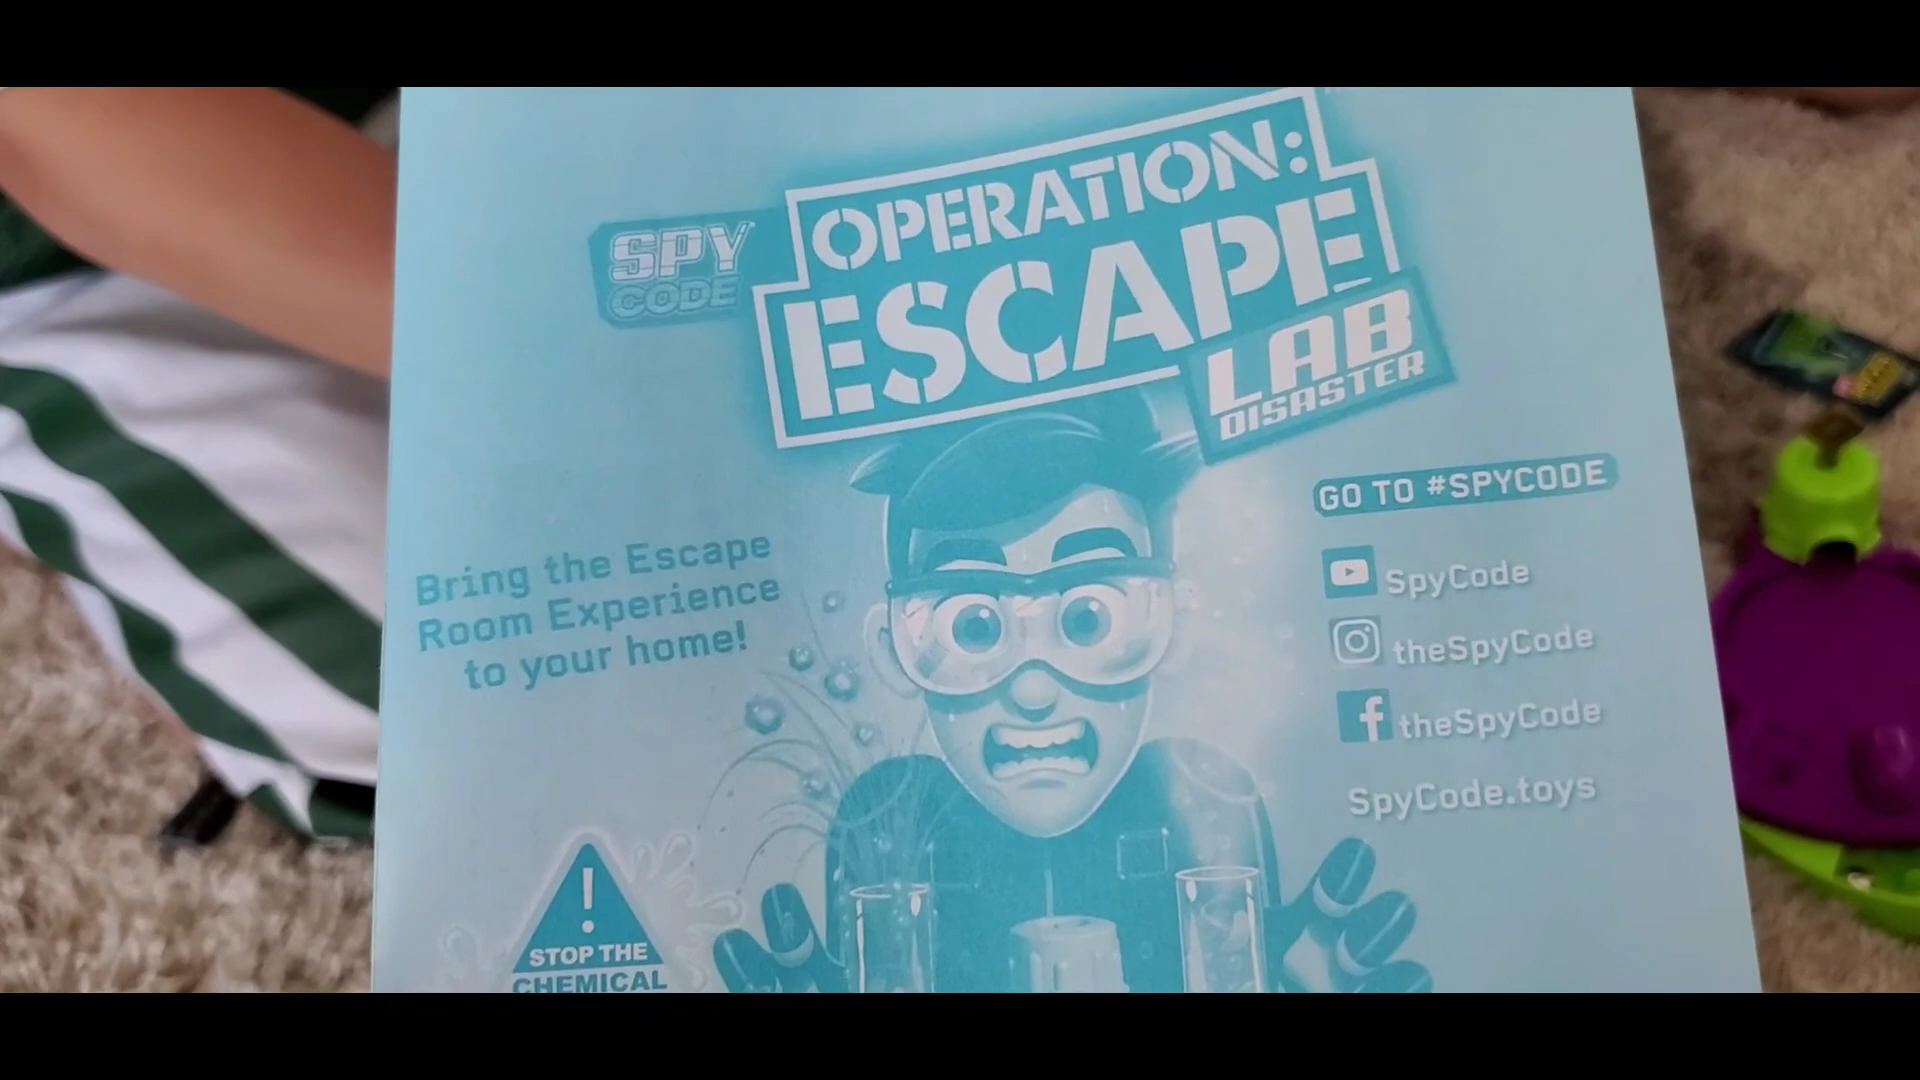 SPY
CODE
OPERATION:
ESCAPE
LAB
DISASTER
Bring the Escape
Room Experience
to your home!
GO TO #SPYCODE
SpyCode
theSpyCode
f theSpyCode
SpyCode.toys
!
STOP THE
CHEMICAL